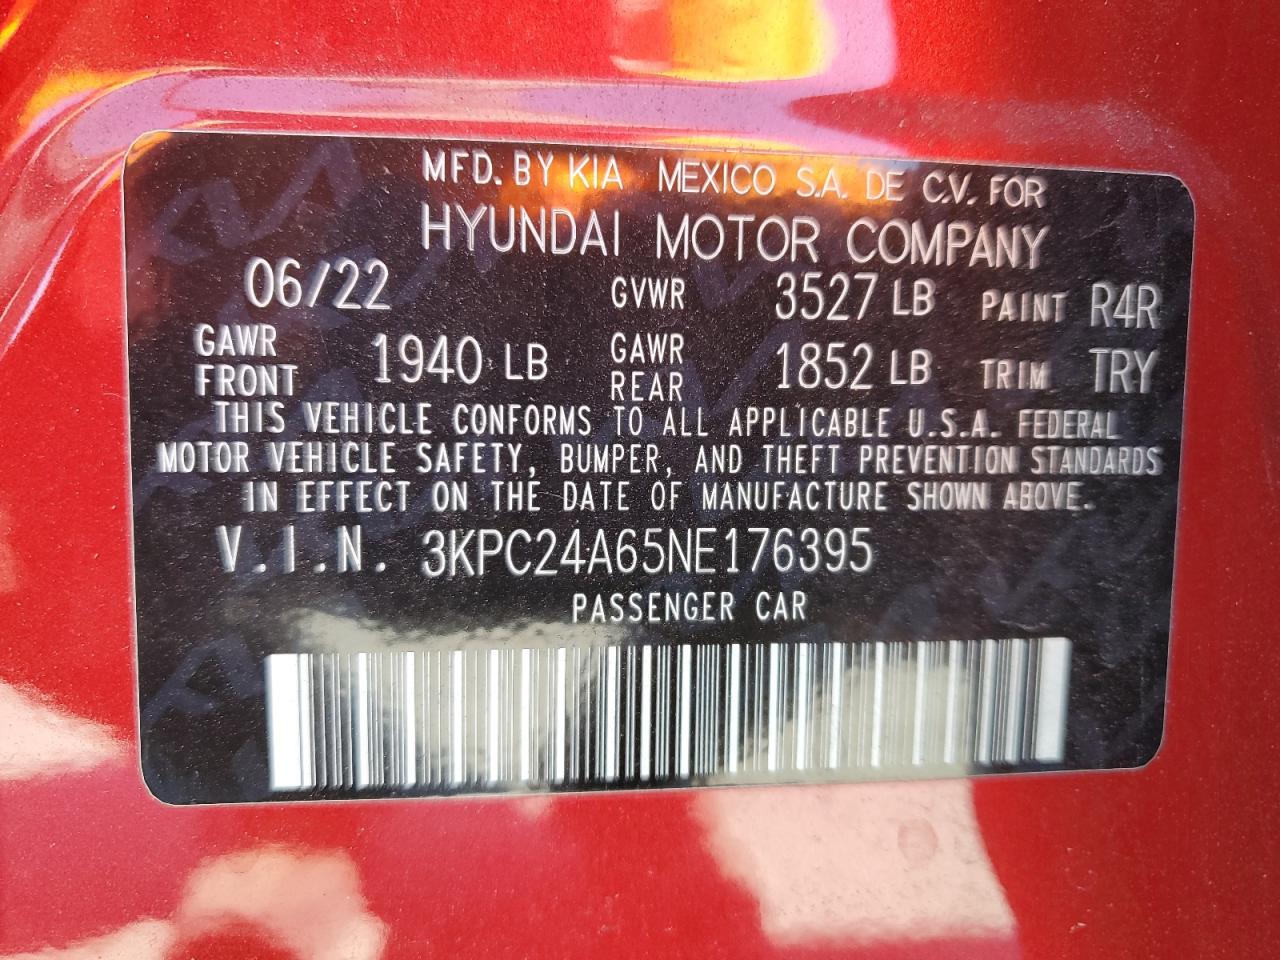 MFD. BY KIA MEXICO S.A. DE C.V. FOR
HYUNDAI MOTOR COMPANY
06/22 GVWR 3527 LB PAINT R4R
GAWR FRONT 1940 LB GAWR REAR 1852 LB TRIM TRY
THIS VEHICLE CONFORMS TO ALL APPLICABLE U.S.A. FEDERAL
MOTOR VEHICLE SAFETY, BUMPER, AND THEFT PREVENTION STANDARDS
IN EFFECT ON THE DATE OF MANUFACTURE SHOWN ABOVE.
V.I.N. 3KPC24A65NE176395
PASSENGER CAR